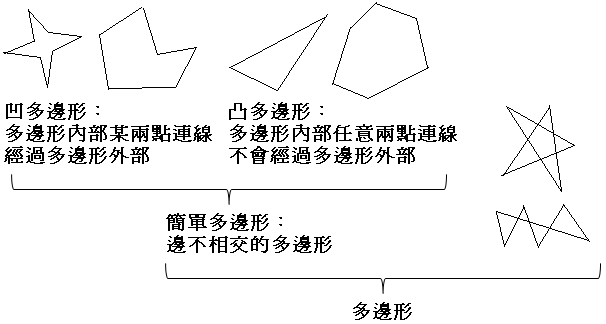 凹多邊形：
多邊形內部某兩點連線
經過多邊形外部
凸多邊形：
多邊形內部任意兩點連線
不會經過多邊形外部
簡單多邊形：
邊不相交的多邊形
多邊形